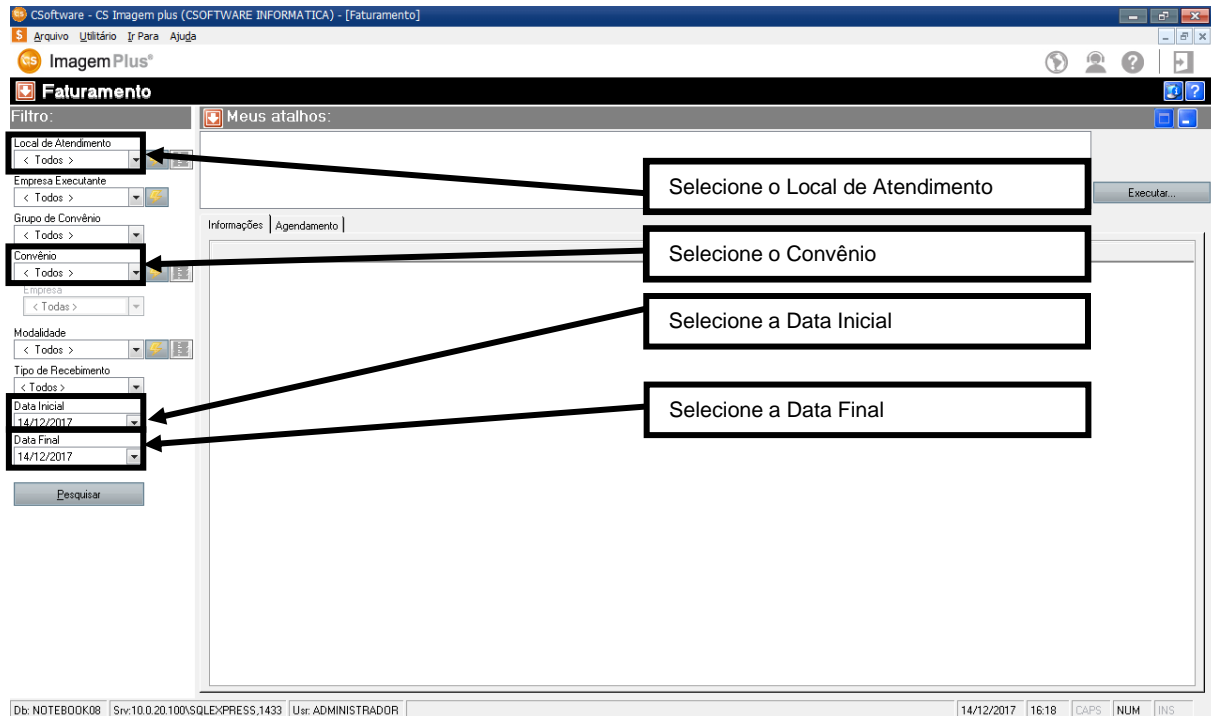 CSoftware - CS Imagem plus (CSOFTWARE INFORMATICA) - [Faturamento]
Arquivo Utilitário Ir Para Ajuda
CS ImagemPlus®
Faturamento
Filtro:
Meus atalhos:
Local de Atendimento
< Todos >
Selecione o Local de Atendimento
Executar...
Empresa Executante
< Todos >
Grupo de Convênio
< Todos >
Informações Agendamento
Convênio
< Todos >
Selecione o Convênio
Empresa
< Todas >
Selecione a Data Inicial
Modalidade
< Todos >
Tipo de Recebimento
< Todos >
Data Inicial
14/12/2017
Selecione a Data Final
Data Final
14/12/2017
Pesquisar
Db: NOTEBOOK08 Srv:10.0.20.100\SQLEXPRESS,1433 Usr: ADMINISTRADOR 14/12/2017 16:18 CAPS NUM INS